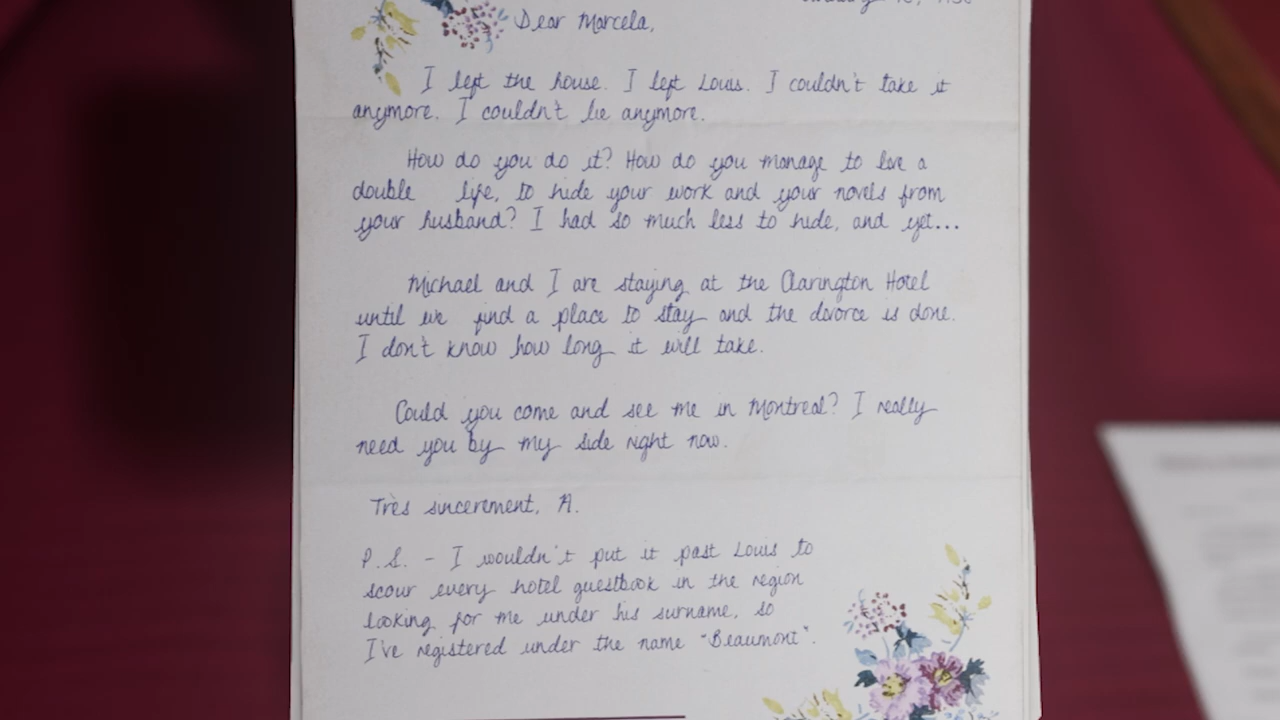 Dear Marcela,
I left the house. I left Louis. I couldn't take it
anymore. I couldn't lie anymore.
How do you do it? How do you manage to live a
double life, to hide your work and your novels from
your husband? I had so much less to hide, and yet...
Michael and I are staying at the Clarington Hotel
until we find a place to stay and the divorce is done.
I don't know how long it will take.
Could you come and see me in Montreal? I really
need you by my side right now.
Très sincerement, A.
P.S. - I wouldn't put it past Louis to
scour every hotel guestbook in the region
looking for me under his surname, so
I've registered under the name "Beaumont".